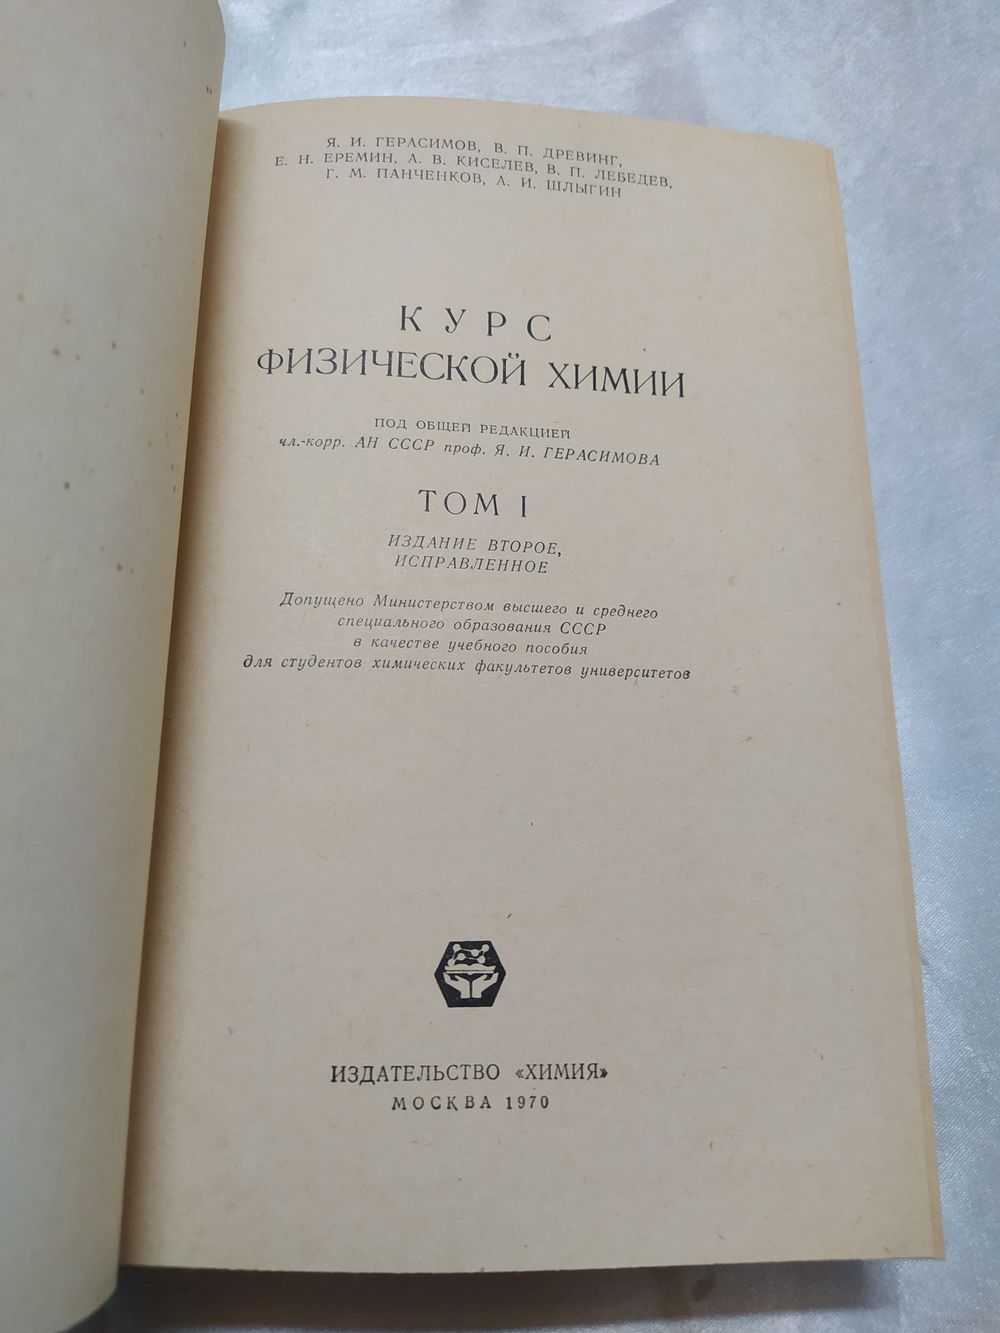 Я. И. ГЕРАСИМОВ, В. П. ДРЕВИНГ,
Е. Н. ЕРЕМИН, А. В. КИСЕЛЕВ, В. П. ЛЕБЕДЕВ,
Г. М. ПАНЧЕНКОВ, А. И. ШЛЫГИН
КУРС
ФИЗИЧЕСКОЙ ХИМИИ
ПОД ОБЩЕЙ РЕДАКЦИЕЙ
чл.-корр. АН СССР проф. Я. И. ГЕРАСИМОВА
ТОМ I
ИЗДАНИЕ ВТОРОЕ,
ИСПРАВЛЕННОЕ
Допущено Министерством высшего и среднего
специального образования СССР
в качестве учебного пособия
для студентов химических факультетов университетов
ИЗДАТЕЛЬСТВО «ХИМИЯ»
МОСКВА 1970